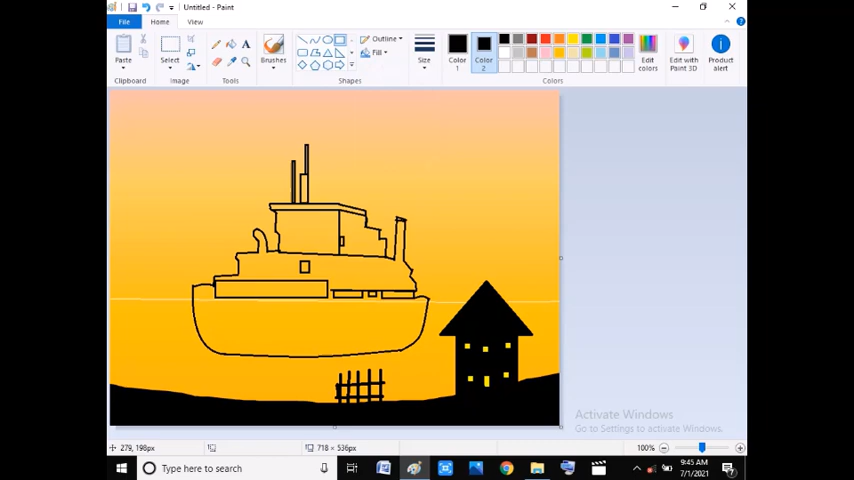 Untitled - Paint
File
Home
View
Paste
Select
A
Brushes
Outline
Fill
Size
Color
1
Color
2
Edit
colors
Edit with
Paint 3D
Product
alert
Clipboard
Image
Tools
Shapes
Colors
Activate Windows
Go to Settings to activate Windows.
279, 198px
718 × 536px
100%
Type here to search
9:45 AM
7/1/2021